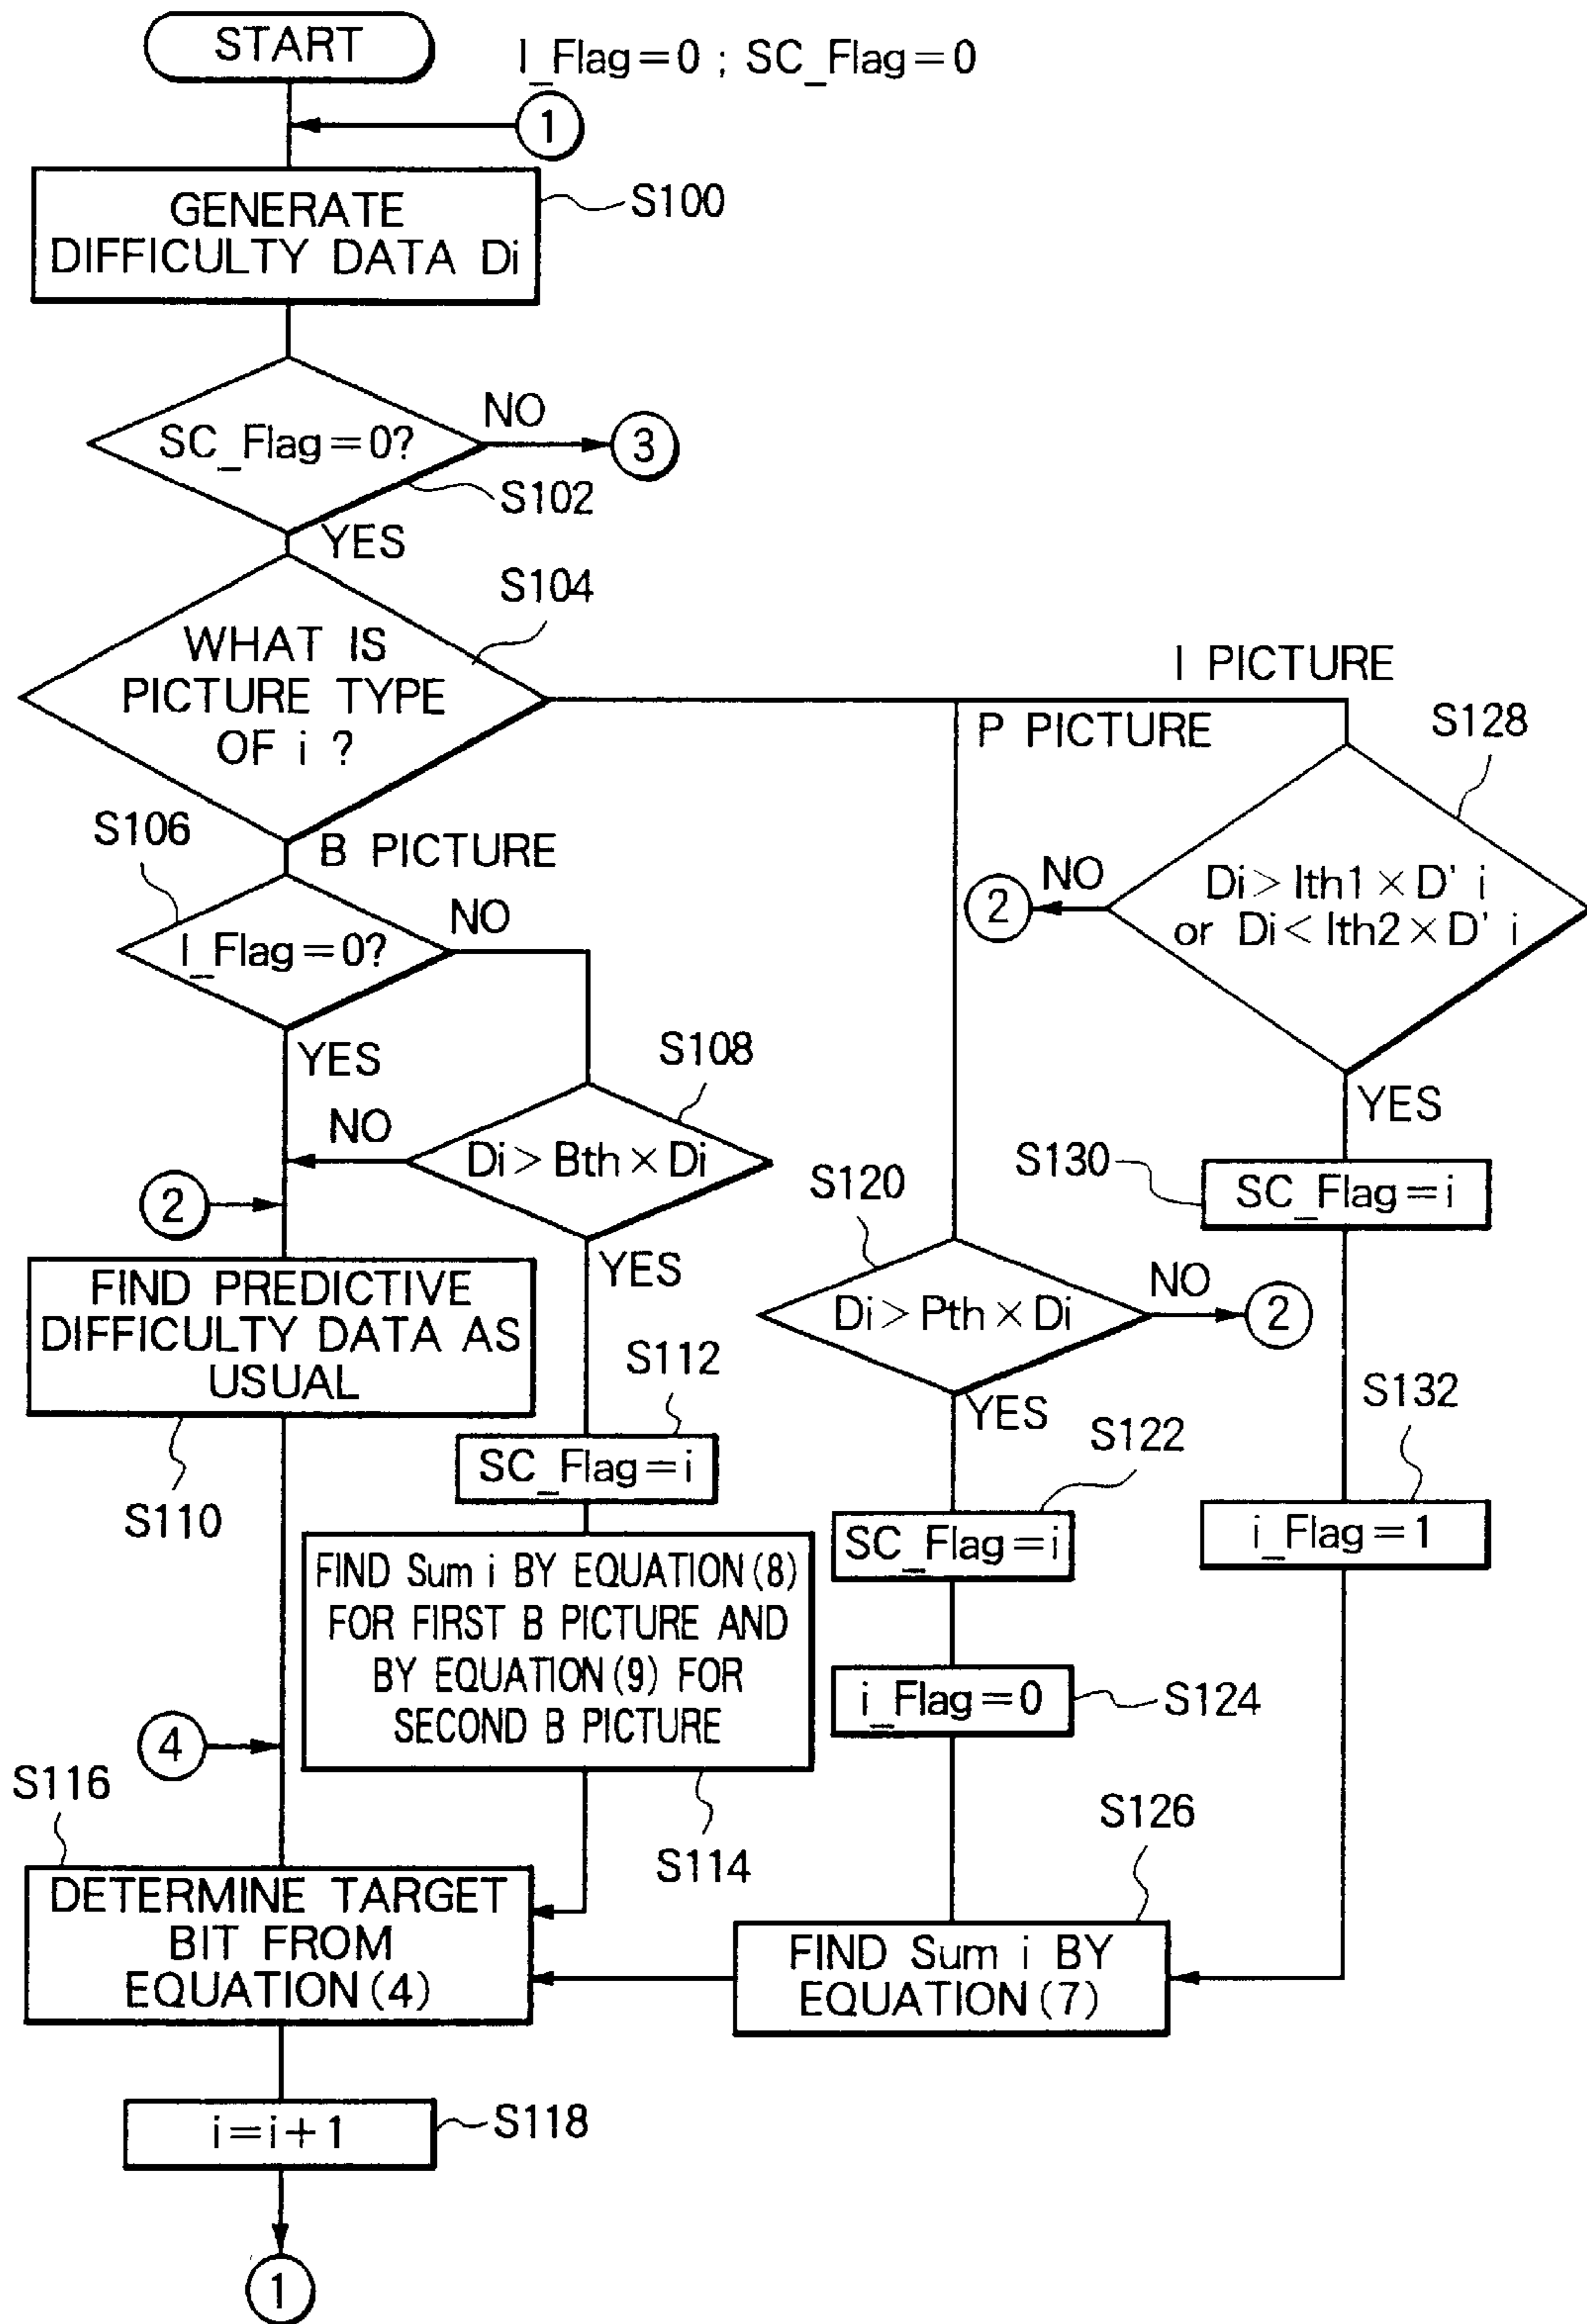 START
I_Flag=0 ; SC_Flag=0
1
GENERATE
DIFFICULTY DATA Di
S100
SC_Flag=0?
NO
3
S102
YES
WHAT IS
PICTURE TYPE
OF i ?
S104
I PICTURE
P PICTURE
B PICTURE
S128
Di>Ith1×D' i
or Di<Ith2×D' i
NO
2
YES
S106
I_Flag=0?
NO
YES
S108
Di>Bth×Di
NO
YES
2
S130
SC_Flag=i
S120
Di>Pth×Di
NO
2
YES
FIND PREDICTIVE
DIFFICULTY DATA AS
USUAL
S110
S112
SC_Flag=i
S122
SC_Flag=i
S132
i_Flag=1
FIND Sum i BY EQUATION(8)
FOR FIRST B PICTURE AND
BY EQUATION(9) FOR
SECOND B PICTURE
S114
i_Flag=0
S124
4
S116
DETERMINE TARGET
BIT FROM
EQUATION(4)
S126
FIND Sum i BY
EQUATION(7)
i=i+1
S118
1